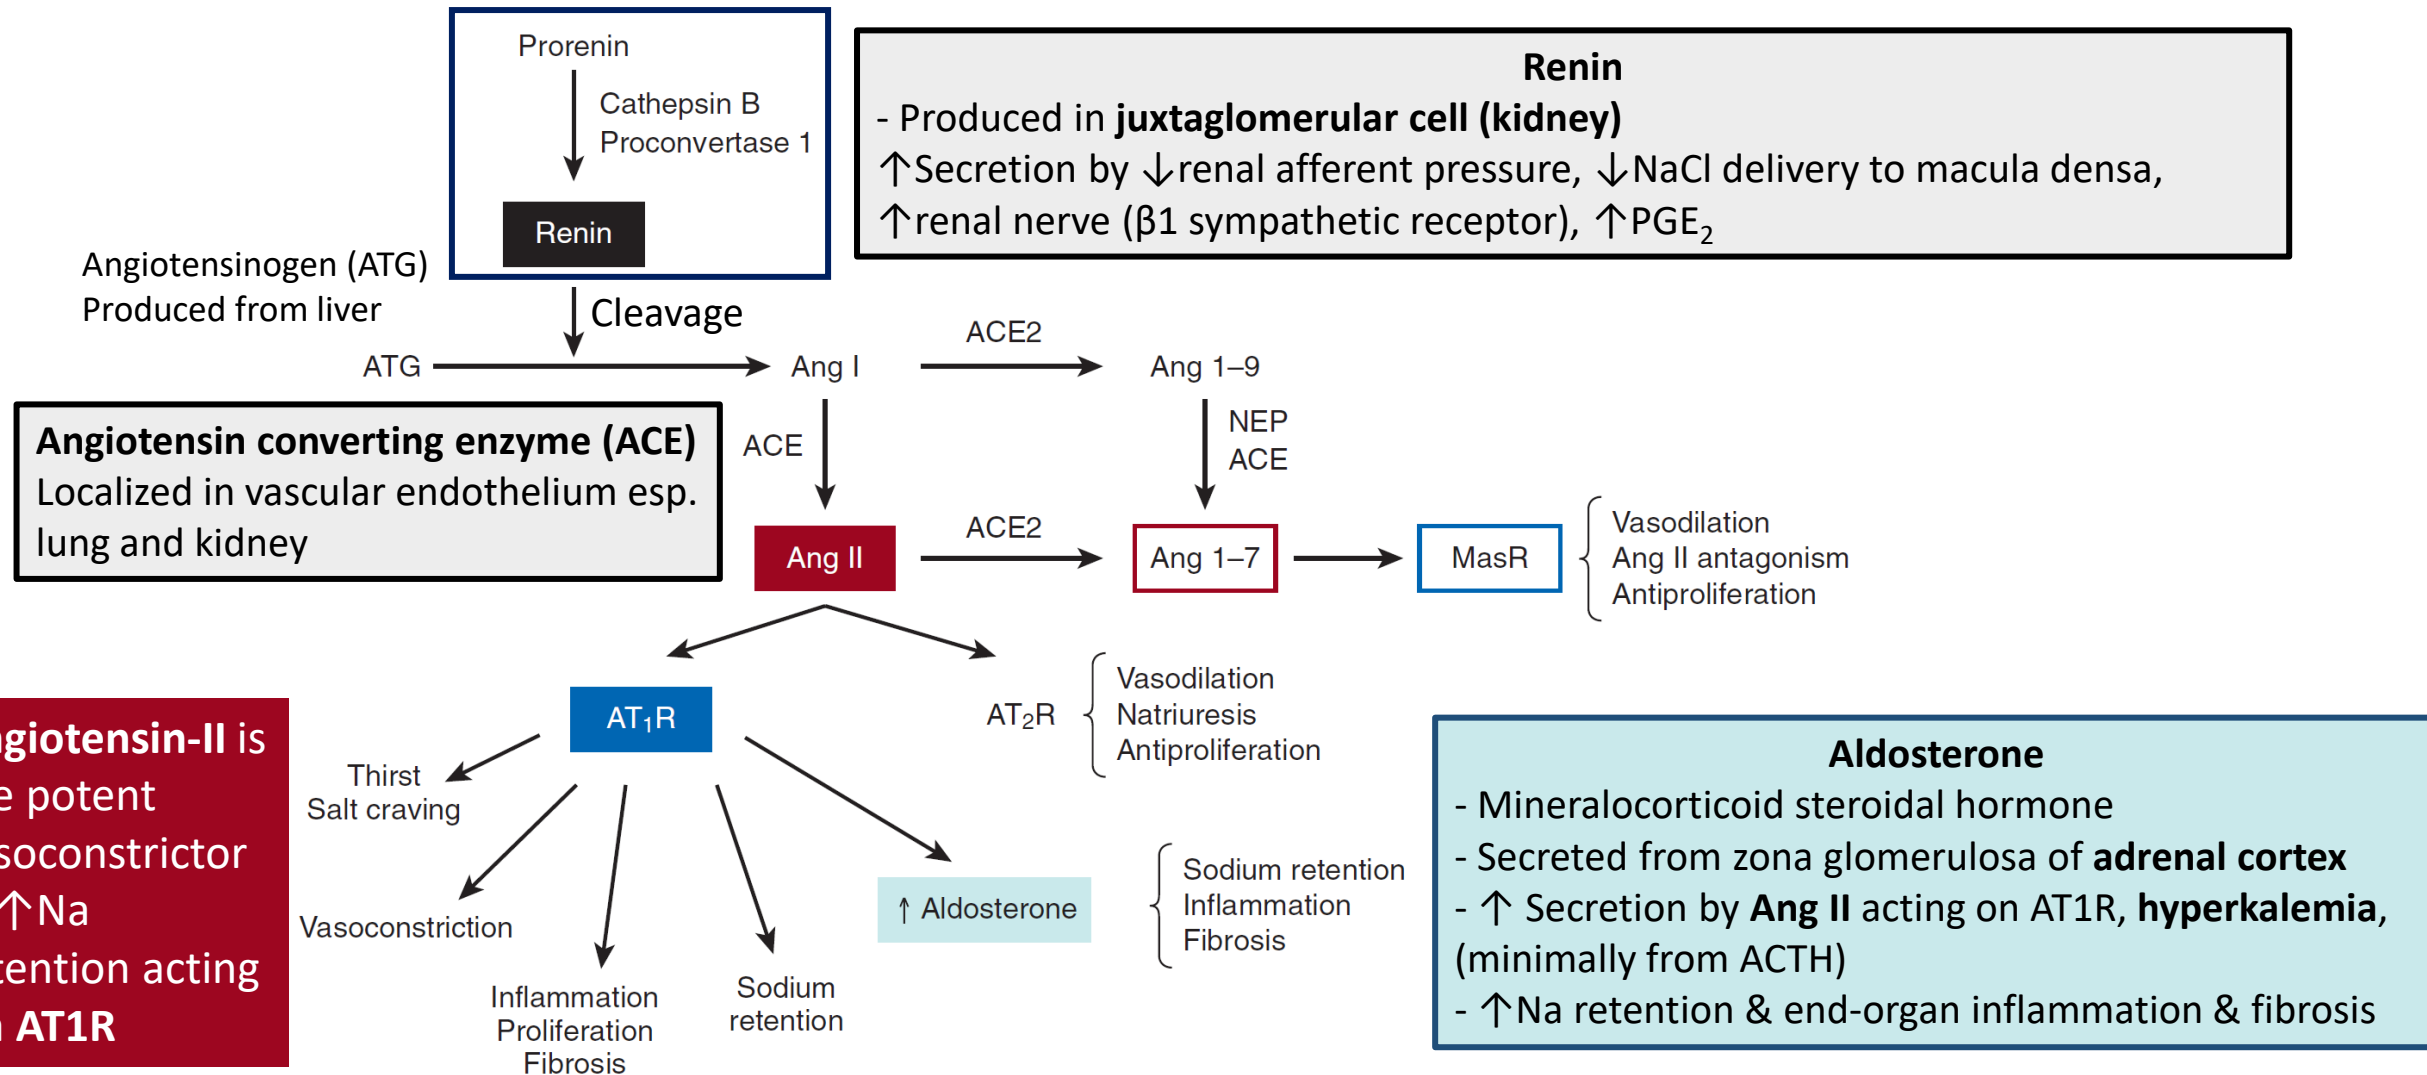 Prorenin
Cathepsin B
Proconvertase 1
Renin
Renin
- Produced in juxtaglomerular cell (kidney)
↑Secretion by ↓renal afferent pressure, ↓NaCl delivery to macula densa,
↑renal nerve (β1 sympathetic receptor), ↑PGE₂
Angiotensinogen (ATG)
Produced from liver
Cleavage
ATG
Ang I
ACE2
Ang 1–9
Angiotensin converting enzyme (ACE)
Localized in vascular endothelium esp.
lung and kidney
ACE
NEP
ACE
Ang II
ACE2
Ang 1–7
MasR
Vasodilation
Ang II antagonism
Antiproliferation
AT₁R
AT₂R
Vasodilation
Natriuresis
Antiproliferation
ngiotensin-II is
e potent
soconstrictor
↑Na
tention acting
AT1R
Thirst
Salt craving
Vasoconstriction
Inflammation
Proliferation
Fibrosis
Sodium
retention
↑ Aldosterone
Sodium retention
Inflammation
Fibrosis
Aldosterone
- Mineralocorticoid steroidal hormone
- Secreted from zona glomerulosa of adrenal cortex
- ↑ Secretion by Ang II acting on AT1R, hyperkalemia,
(minimally from ACTH)
- ↑Na retention & end-organ inflammation & fibrosis